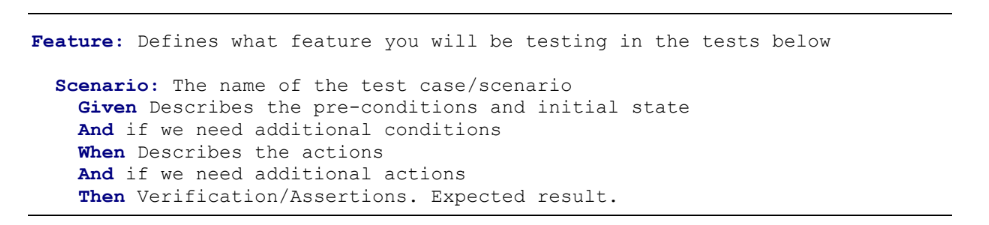 Feature: Defines what feature you will be testing in the tests below
Scenario: The name of the test case/scenario
Given Describes the pre-conditions and initial state
And if we need additional conditions
When Describes the actions
And if we need additional actions
Then Verification/Assertions. Expected result.